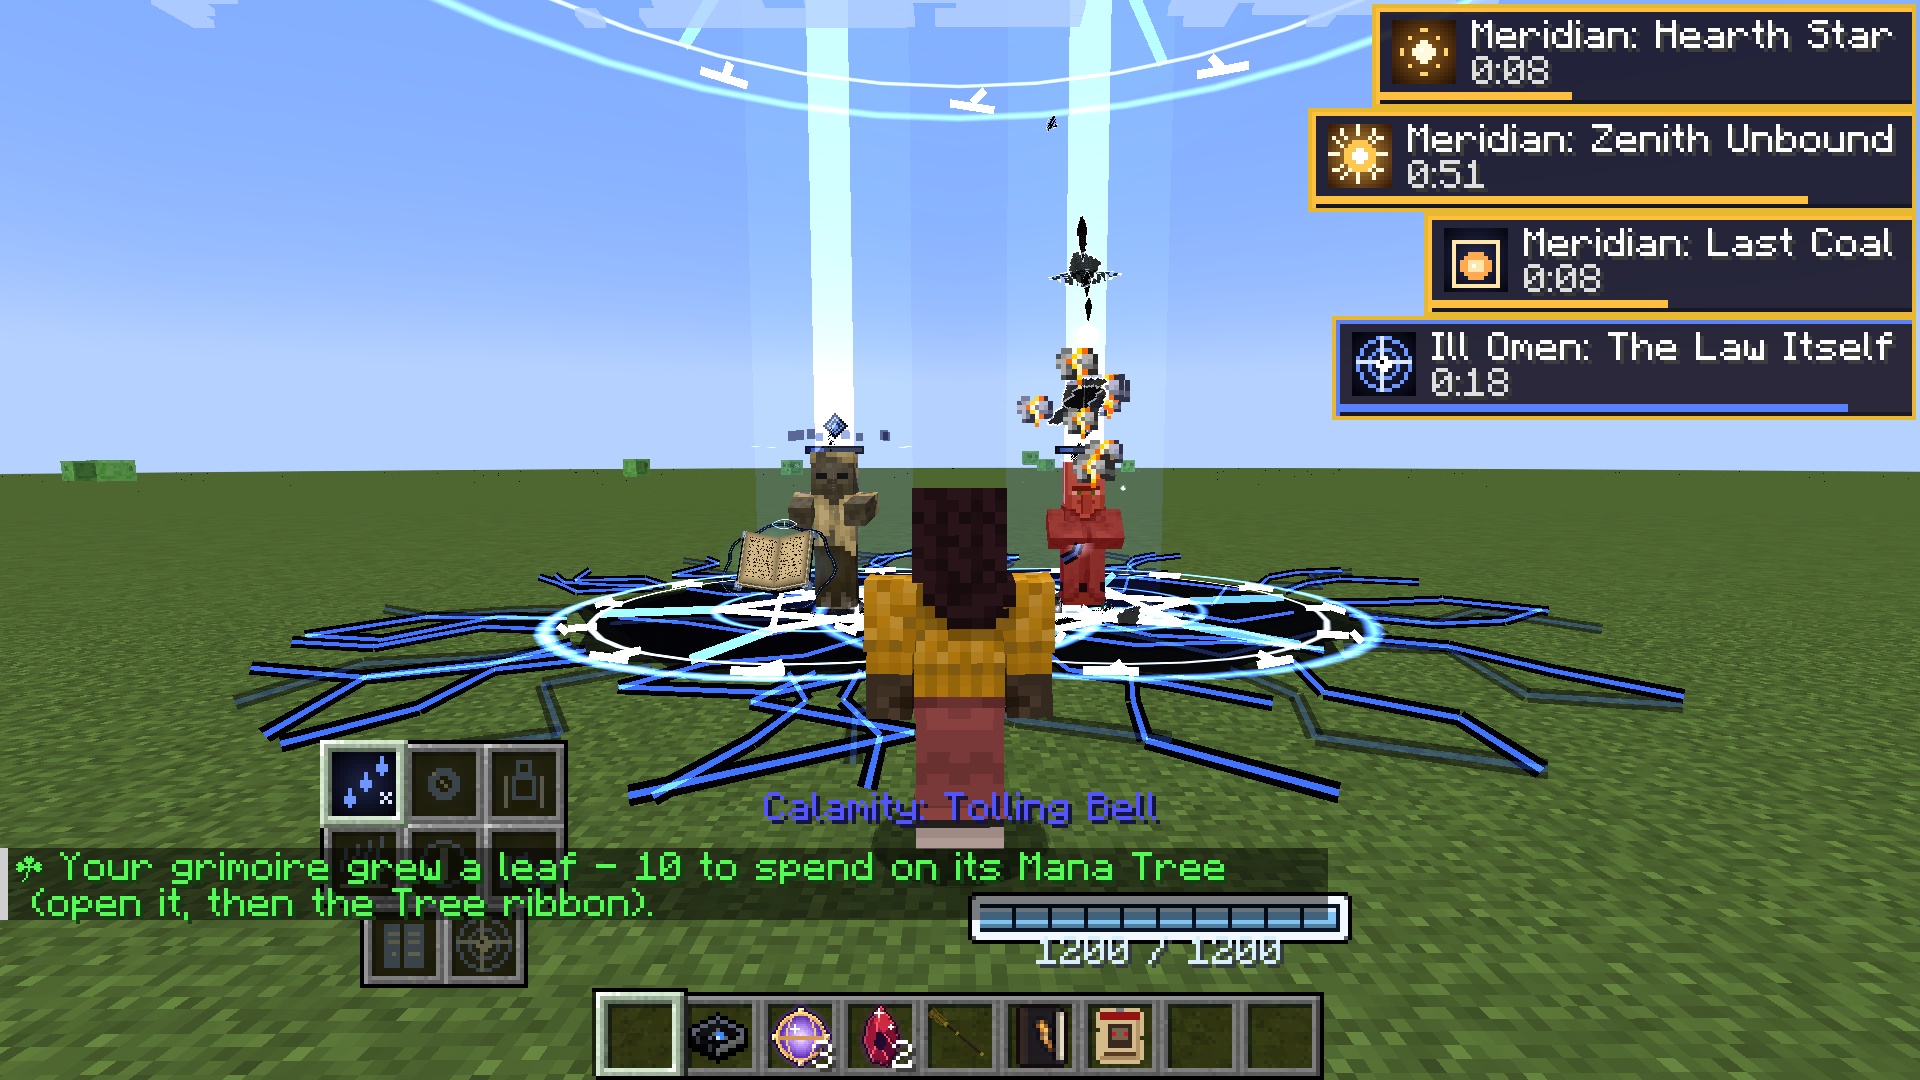 Meridian: Hearth Star
0:08
Meridian: Zenith Unbound
0:51
Meridian: Last Coal
0:08
Ill Omen: The Law Itself
0:18
Calamity: Tolling Bell
Your grimoire grew a leaf – 10 to spend on its Mana Tree
(open it, then the Tree ribbon).
1200 / 1200
3
2